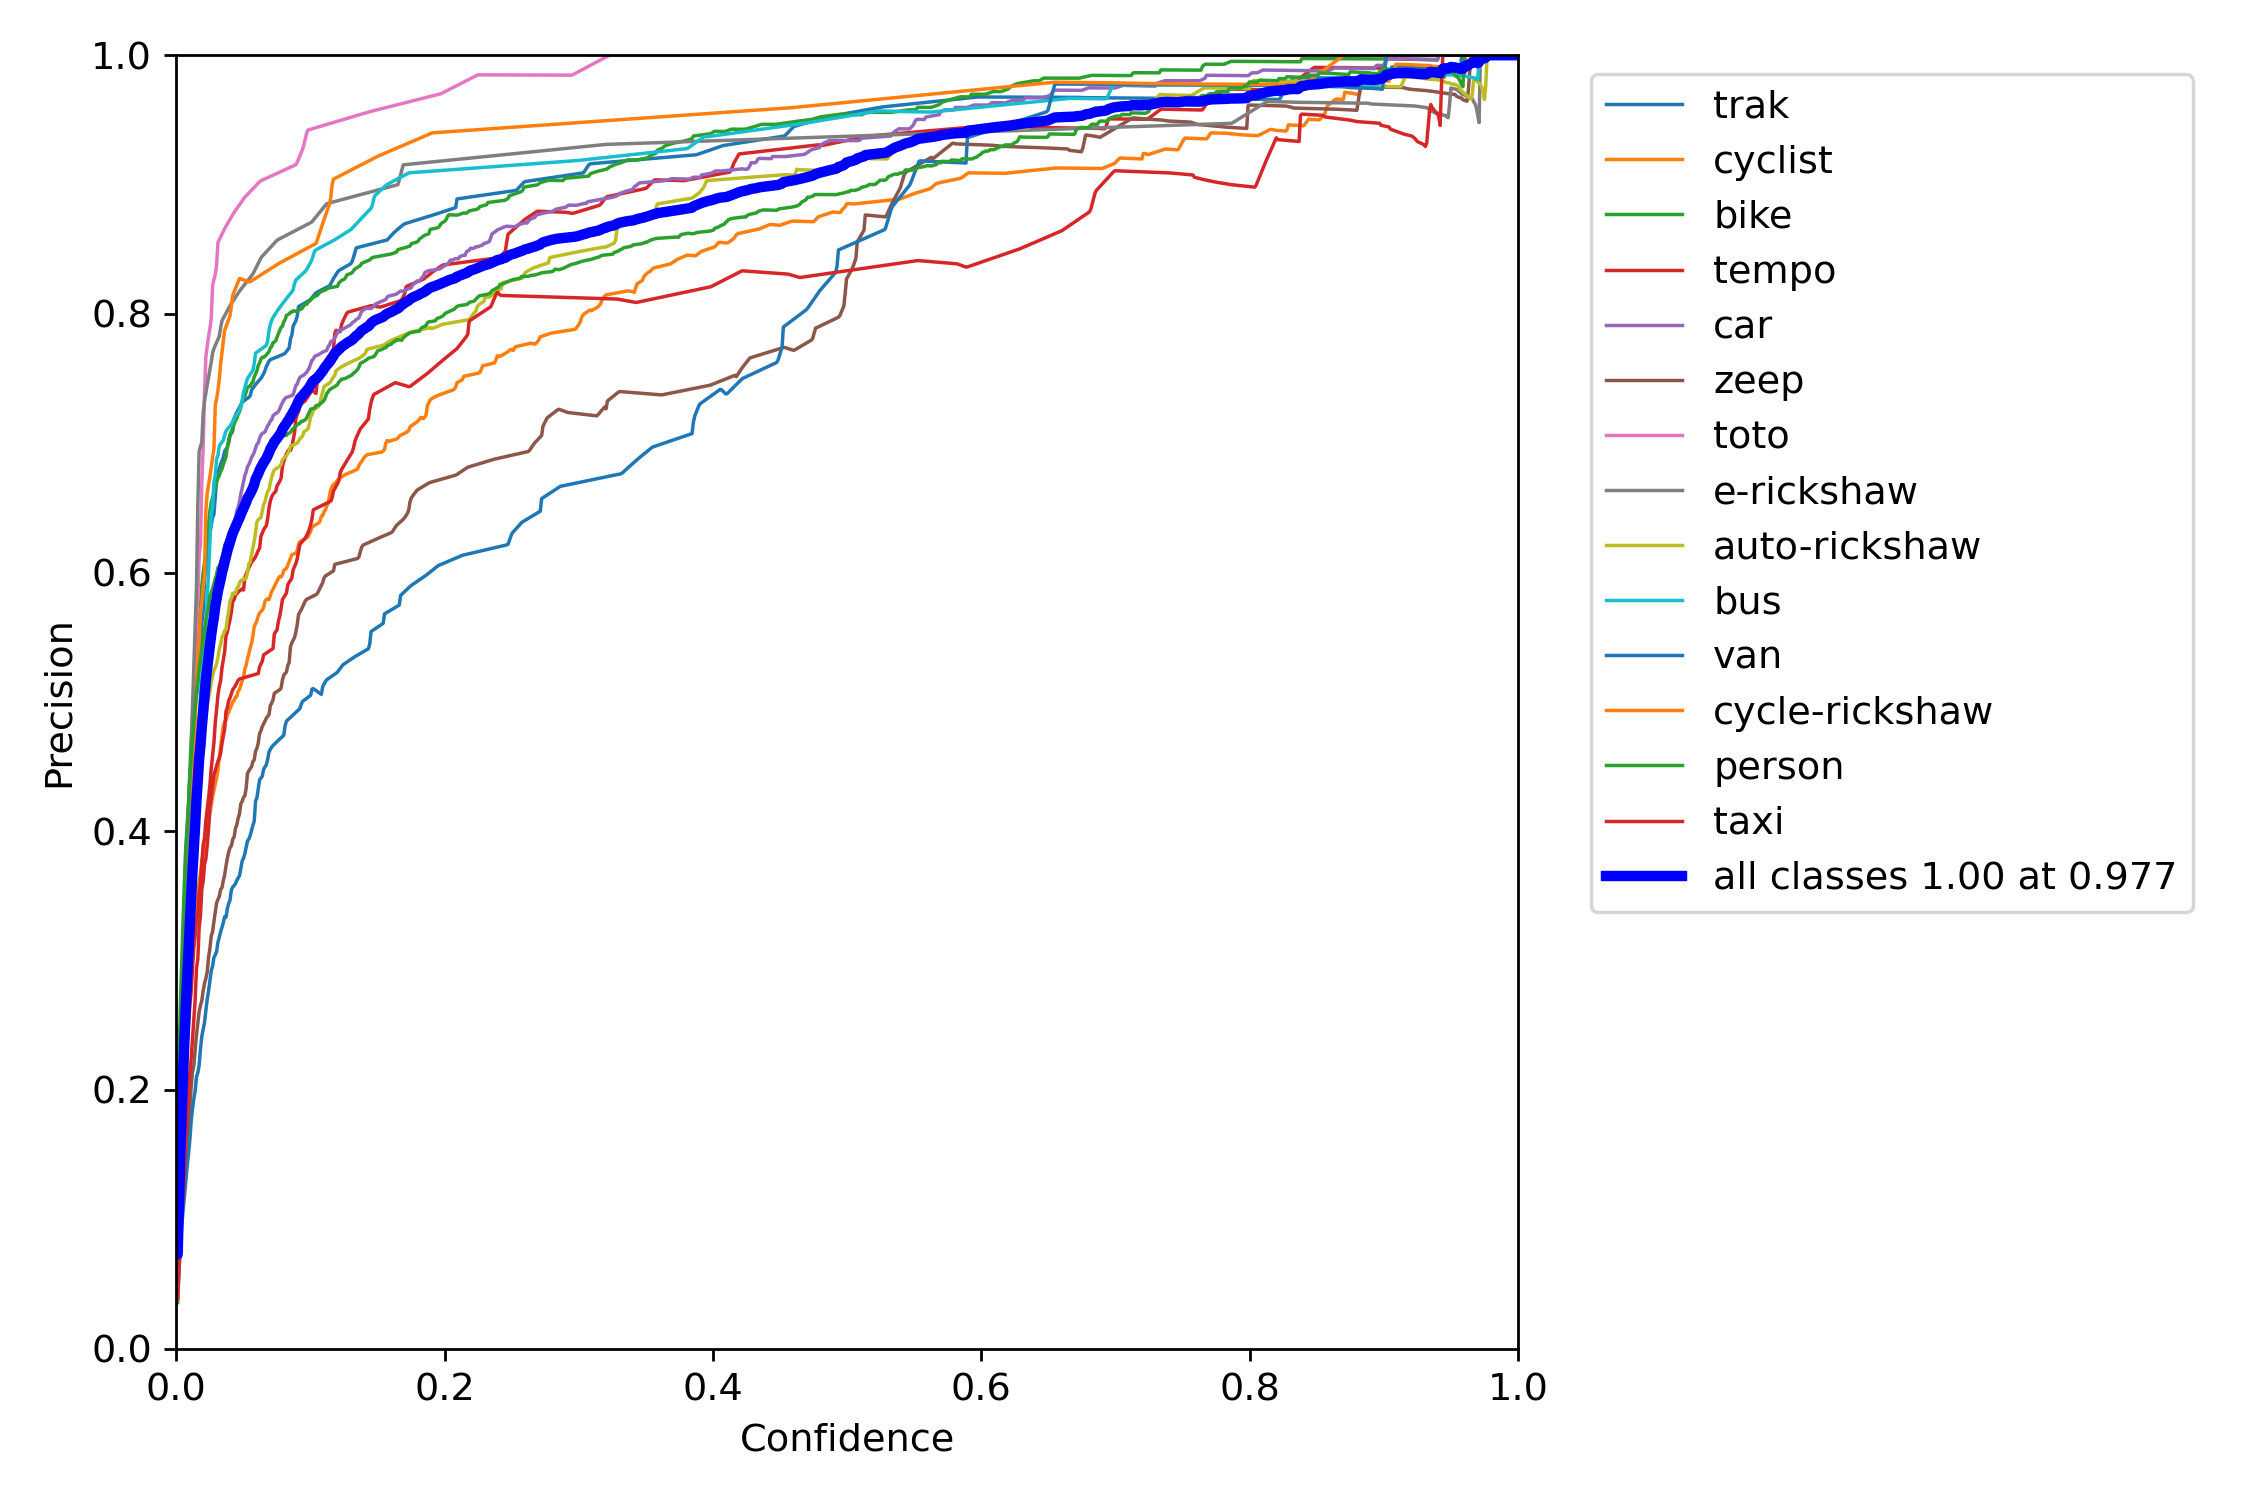 Precision
1.0
0.8
0.6
0.4
0.2
0.0
0.0 0.2 0.4 0.6 0.8 1.0
Confidence
trak
cyclist
bike
tempo
car
zeep
toto
e-rickshaw
auto-rickshaw
bus
van
cycle-rickshaw
person
taxi
all classes 1.00 at 0.977